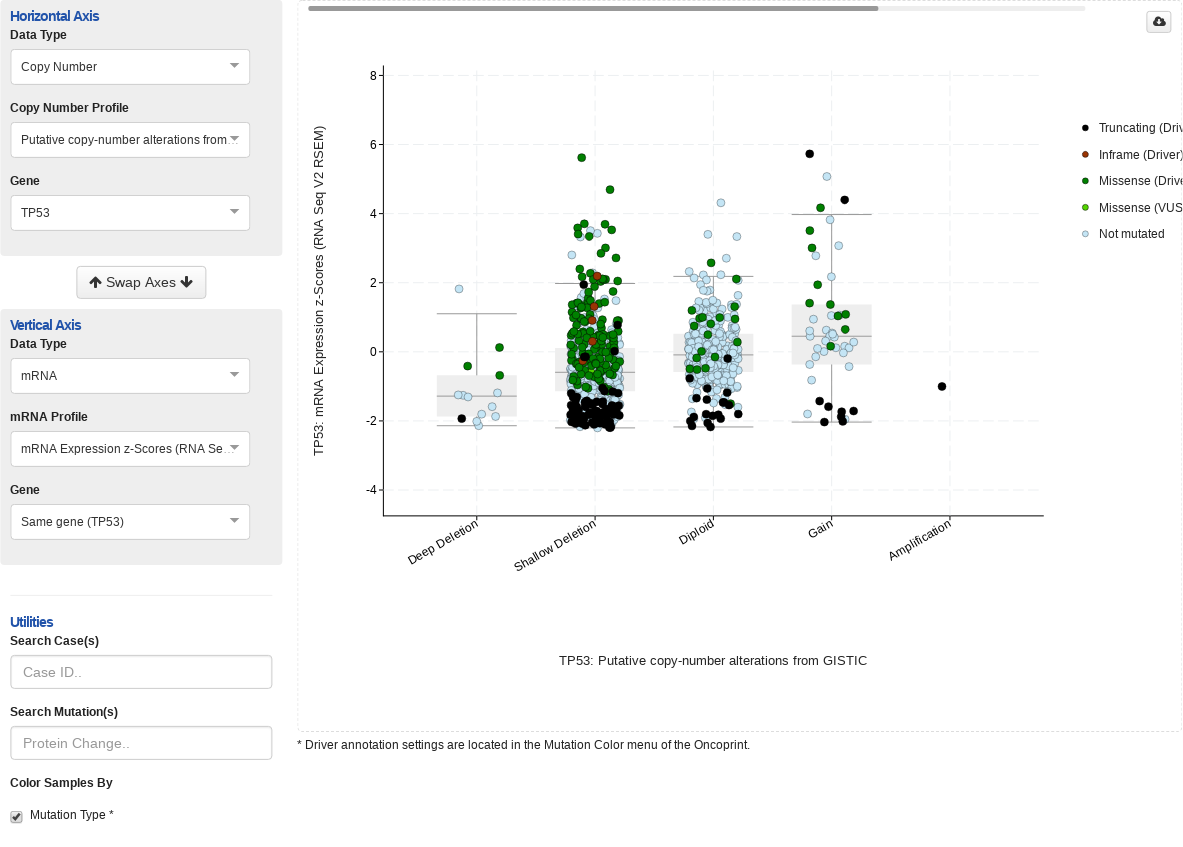 Horizontal Axis
Data Type
Copy Number
Copy Number Profile
Putative copy-number alterations from...
Gene
TP53
Swap Axes
Vertical Axis
Data Type
mRNA
mRNA Profile
mRNA Expression z-Scores (RNA Se...
Gene
Same gene (TP53)
Utilities
Search Case(s)
Case ID..
Search Mutation(s)
Protein Change..
Color Samples By
Mutation Type *
TP53: mRNA Expression z-Scores (RNA Seq V2 RSEM)
8
6
4
2
0
-2
-4
Deep Deletion
Shallow Deletion
Diploid
Gain
Amplification
TP53: Putative copy-number alterations from GISTIC
Truncating (Driv
Inframe (Driver)
Missense (Drive
Missense (VUS
Not mutated
* Driver annotation settings are located in the Mutation Color menu of the Oncoprint.